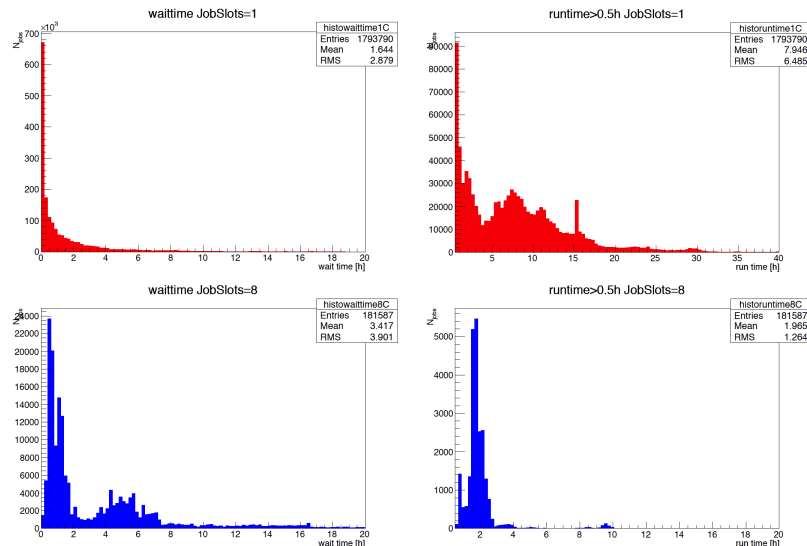 waittime JobSlots=1
N_jobs
×10³
700
600
500
400
300
200
100
0
0 2 4 6 8 10 12 14 16 18 20
wait time [h]
histowaittime1C
Entries 1793790
Mean 1.644
RMS 2.879
runtime>0.5h JobSlots=1
N_jobs
90000
80000
70000
60000
50000
40000
30000
20000
10000
0
5 10 15 20 25 30 35 40
run time [h]
historuntime1C
Entries 1793790
Mean 7.946
RMS 6.485
waittime JobSlots=8
N_jobs
24000
22000
20000
18000
16000
14000
12000
10000
8000
6000
4000
2000
0
0 2 4 6 8 10 12 14 16 18 20
wait time [h]
histowaittime8C
Entries 181587
Mean 3.417
RMS 3.901
runtime>0.5h JobSlots=8
N_jobs
5000
4000
3000
2000
1000
0
2 4 6 8 10 12 14 16 18 20
run time [h]
historuntime8C
Entries 181587
Mean 1.965
RMS 1.264